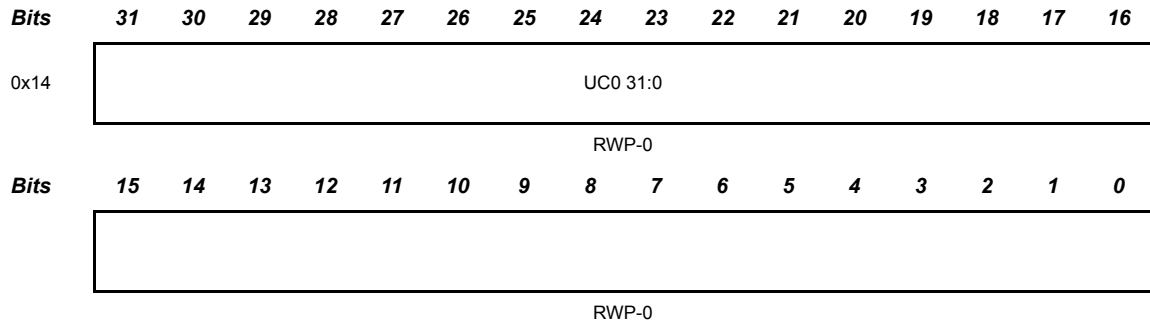 Bits 31 30 29 28 27 26 25 24 23 22 21 20 19 18 17 16
0x14 UC0 31:0
RWP-0
Bits 15 14 13 12 11 10 9 8 7 6 5 4 3 2 1 0
RWP-0